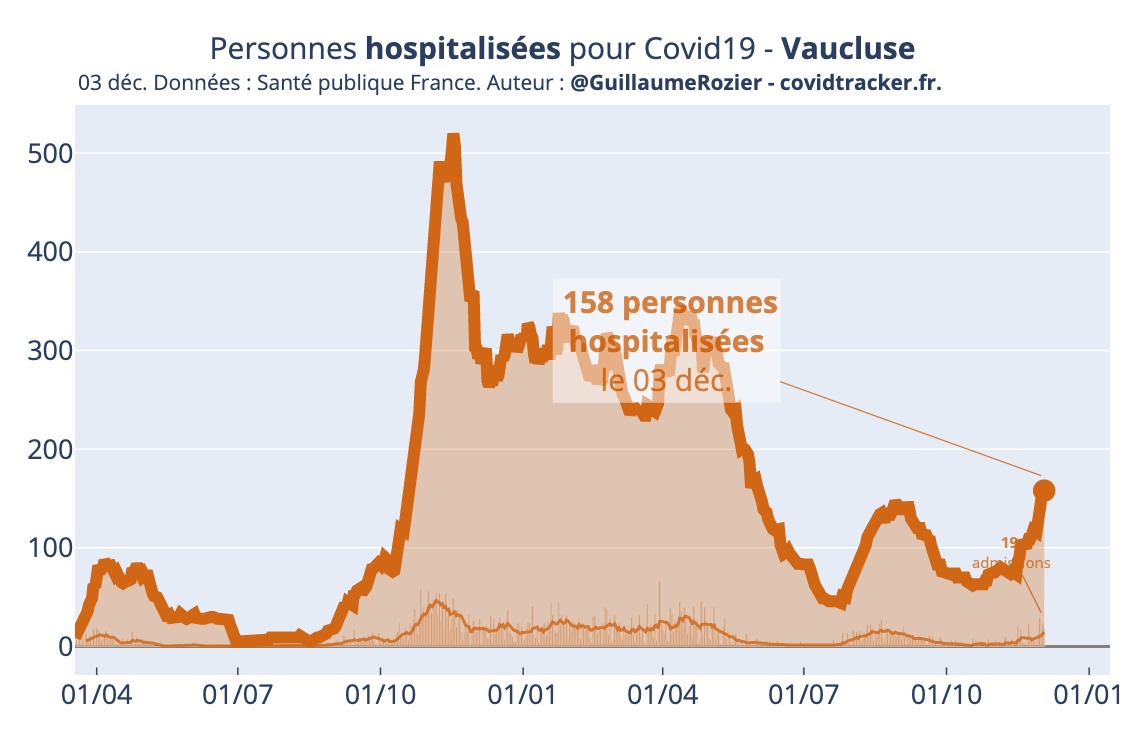 Personnes hospitalisées pour Covid19 - Vaucluse
03 déc. Données : Santé publique France. Auteur : @GuillaumeRozier - covidtracker.fr.
500
400
300
200
100
0
158 personnes
hospitalisées
le 03 déc.
19
admissions
01/04
01/07
01/10
01/01
01/04
01/07
01/10
01/01